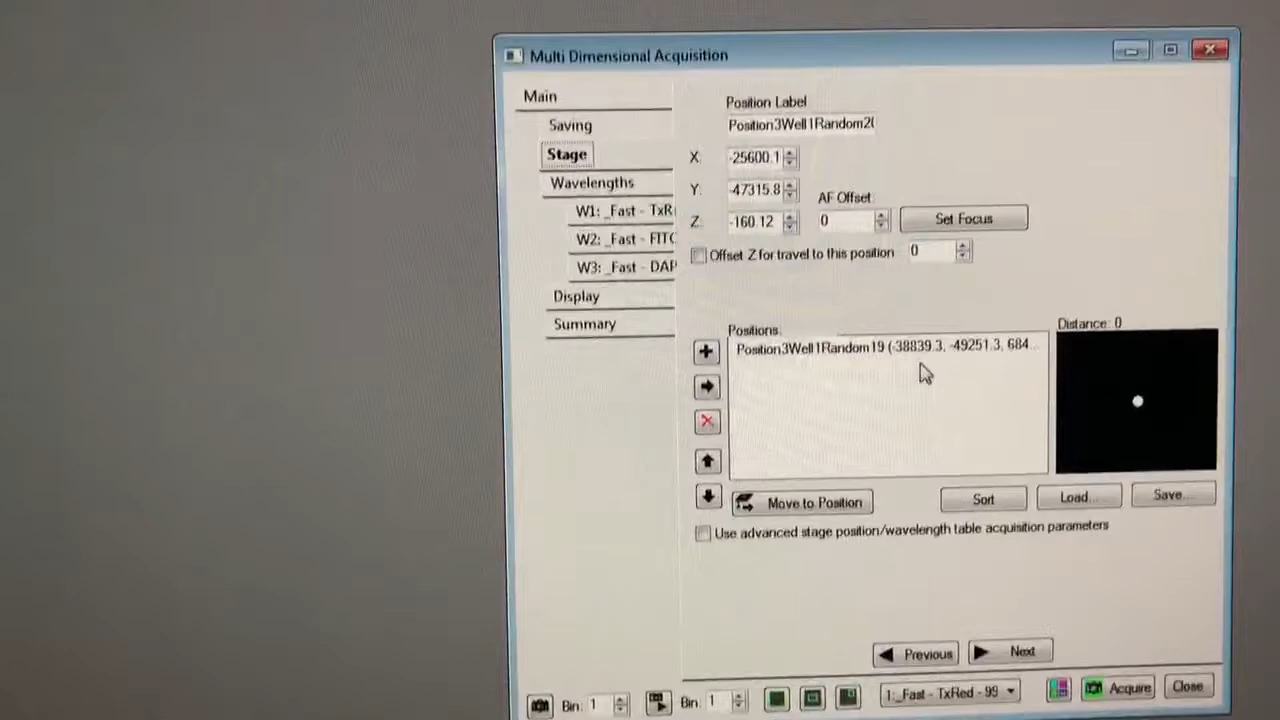 Multi Dimensional Acquisition
Main
Saving
Stage
Wavelengths
W1: _Fast - TxR
W2: _Fast - FITC
W3: _Fast - DAP
Display
Summary
Position Label
Position3Well1Random2(
X: -25600.1
Y: -47315.8
AF Offset:
Z: -160.12
0
Set Focus
Offset Z for travel to this position
0
Positions:
Distance: 0
Position3Well1Random19 (-38839.3, -49251.3, 684...
Move to Position
Sort
Load...
Save...
Use advanced stage position/wavelength table acquisition parameters
Previous
Next
Bin: 1
Bin: 1
1:_Fast - TxRed - 99
Acquire
Close